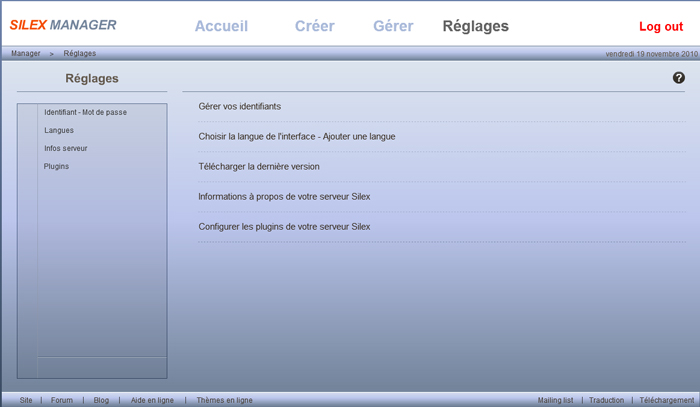 SILEX MANAGER
Accueil Créer Gérer Réglages
Log out
Manager > Réglages
vendredi 19 novembre 2010
Réglages
?
Identifiant - Mot de passe
Langues
Infos serveur
Plugins
Gérer vos identifiants
Choisir la langue de l'interface - Ajouter une langue
Télécharger la dernière version
Informations à propos de votre serveur Silex
Configurer les plugins de votre serveur Silex
Site | Forum | Blog | Aide en ligne | Thèmes en ligne
Mailing list | Traduction | Téléchargement